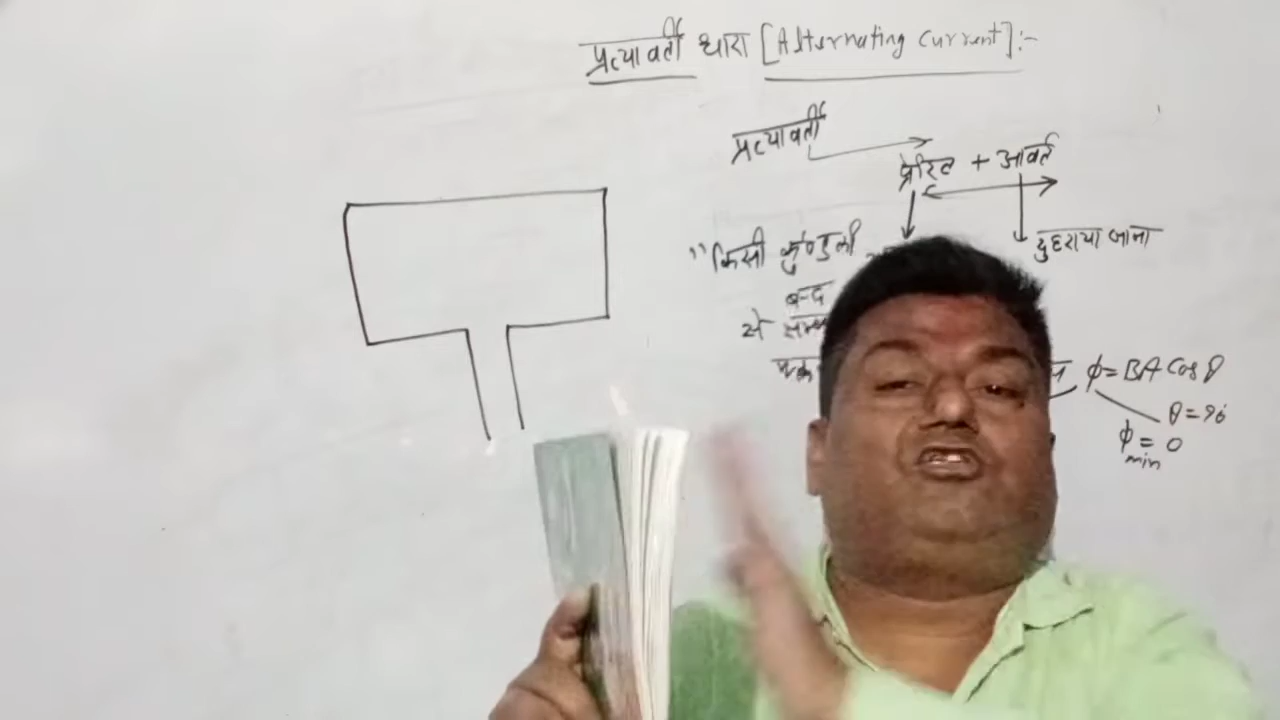 प्रत्यावर्ती धारा [Alternating Current]:-
प्रत्यावर्ती
प्रेरित + आवर्त
दुहराया जाना
"किसी कुण्डली
बन्द
से
ϕ = BA Cos θ
θ = 90
ϕ = 0
min